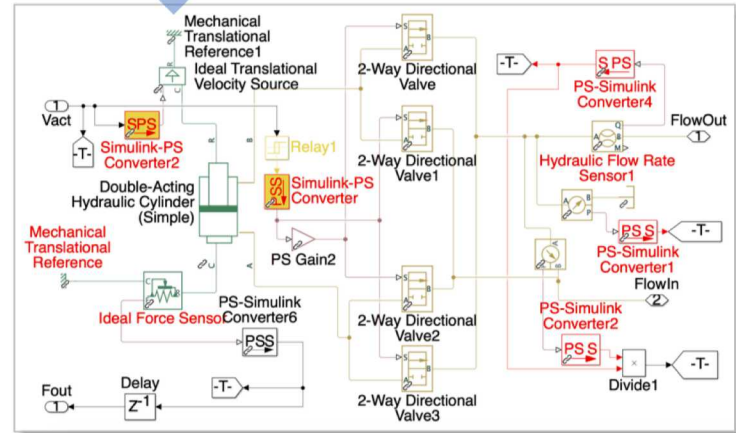 Mechanical
Translational
Reference1
R
C
Ideal Translational
Velocity Source
1
Vact
SPS
Simulink-PS
Converter2
-T-
R
B
Relay1
Double-Acting
Hydraulic Cylinder
(Simple)
PSS
Simulink-PS
Converter
PS Gain2
C
A
Mechanical
Translational
Reference
C
R
Ideal Force Sensor
PS-Simulink
Converter6
PSS
Fout
1
Delay
Z-1
-T-
S
A
B
2-Way Directional
Valve
S
A
B
2-Way Directional
Valve1
S
A
B
2-Way Directional
Valve2
S
A
B
2-Way Directional
Valve3
-T-
S PS
PS-Simulink
Converter4
FlowOut
1
A
Q
B
M
Hydraulic Flow Rate
Sensor1
A
B
P
PS S
-T-
PS-Simulink
Converter1
A
B
FlowIn
2
PS-Simulink
Converter2
PS S
×
Divide1
-T-